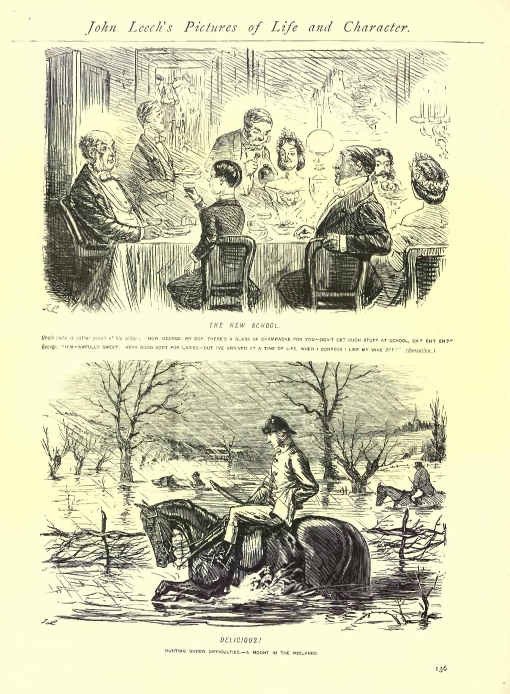 John Leech's Pictures of Life and Character.
THE NEW SCHOOL.
Uncle (who is rather proud of his cellar). "NOW, GEORGE, MY BOY, THERE'S A GLASS OF CHAMPAGNE FOR YOU—DON'T GET SUCH STUFF AT SCHOOL, EH? EH? EH?"
George. "H'M—AWFULLY SWEET! VERY GOOD SORT FOR LADIES—BUT I'VE ARRIVED AT A TIME OF LIFE, WHEN I CONFESS I LIKE MY WINE DRY!" (Sensation.)
DELICIOUS!
HUNTING UNDER DIFFICULTIES.—A MOUNT IN THE MIDLANDS
136